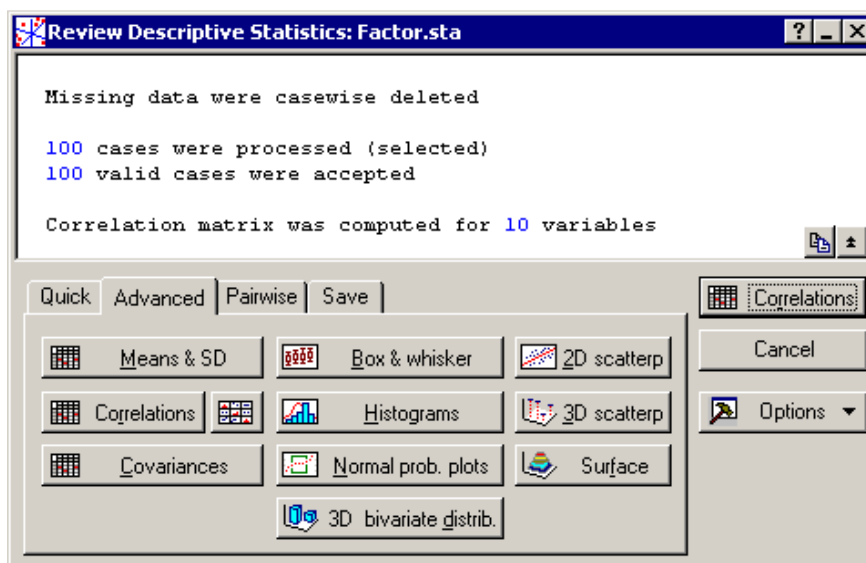 Review Descriptive Statistics: Factor.sta
Missing data were casewise deleted
100 cases were processed (selected)
100 valid cases were accepted
Correlation matrix was computed for 10 variables
Quick Advanced Pairwise Save
Correlations
Cancel
Options
Means & SD
Box & whisker
2D scatterp
Correlations
Histograms
3D scatterp
Covariances
Normal prob. plots
Surface
3D bivariate distrib.